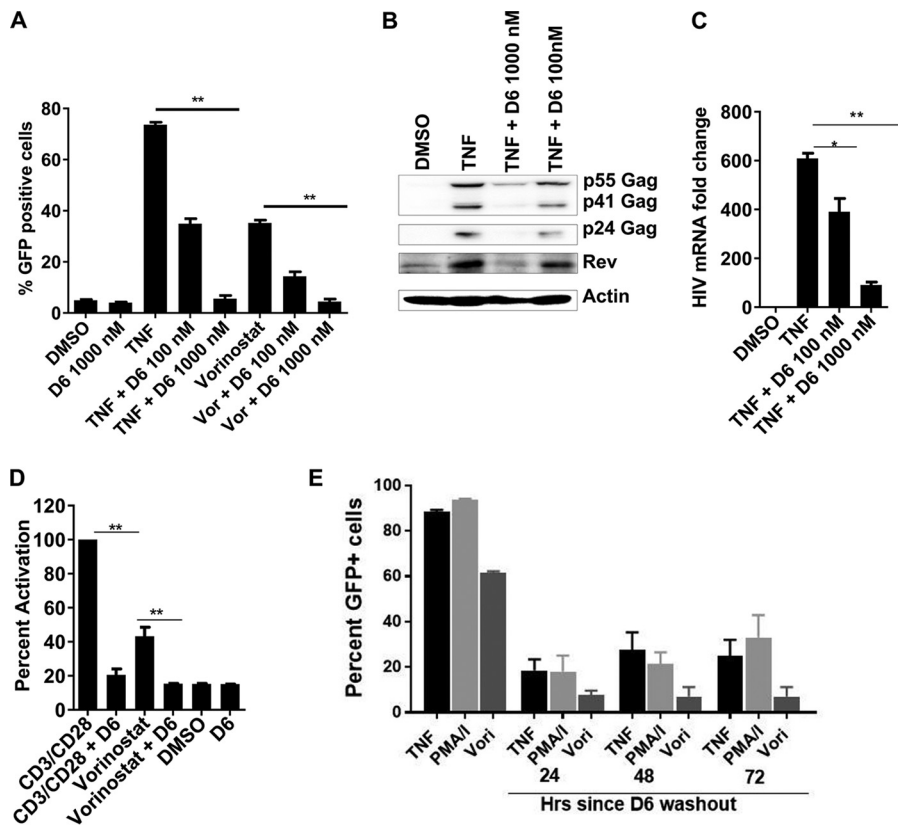 A
% GFP positive cells
80
60
40
20
0
**
**
DMSO
D6 1000 nM
TNF
TNF + D6 100 nM
TNF + D6 1000 nM
Vorinostat
Vor + D6 100 nM
Vor + D6 1000 nM
B
DMSO
TNF
TNF + D6 1000 nM
TNF + D6 100nM
p55 Gag
p41 Gag
p24 Gag
Rev
Actin
C
HIV mRNA fold change
800
600
400
200
0
**
*
DMSO
TNF
TNF + D6 100 nM
TNF + D6 1000 nM
D
Percent Activation
120
100
80
60
40
20
0
**
**
CD3/CD28
CD3/CD28 + D6
Vorinostat
Vorinostat + D6
DMSO
D6
E
Percent GFP+ cells
100
80
60
40
20
0
TNF
PMA/I
Vori
TNF
PMA/I
Vori
TNF
PMA/I
Vori
TNF
PMA/I
Vori
24 48 72
Hrs since D6 washout